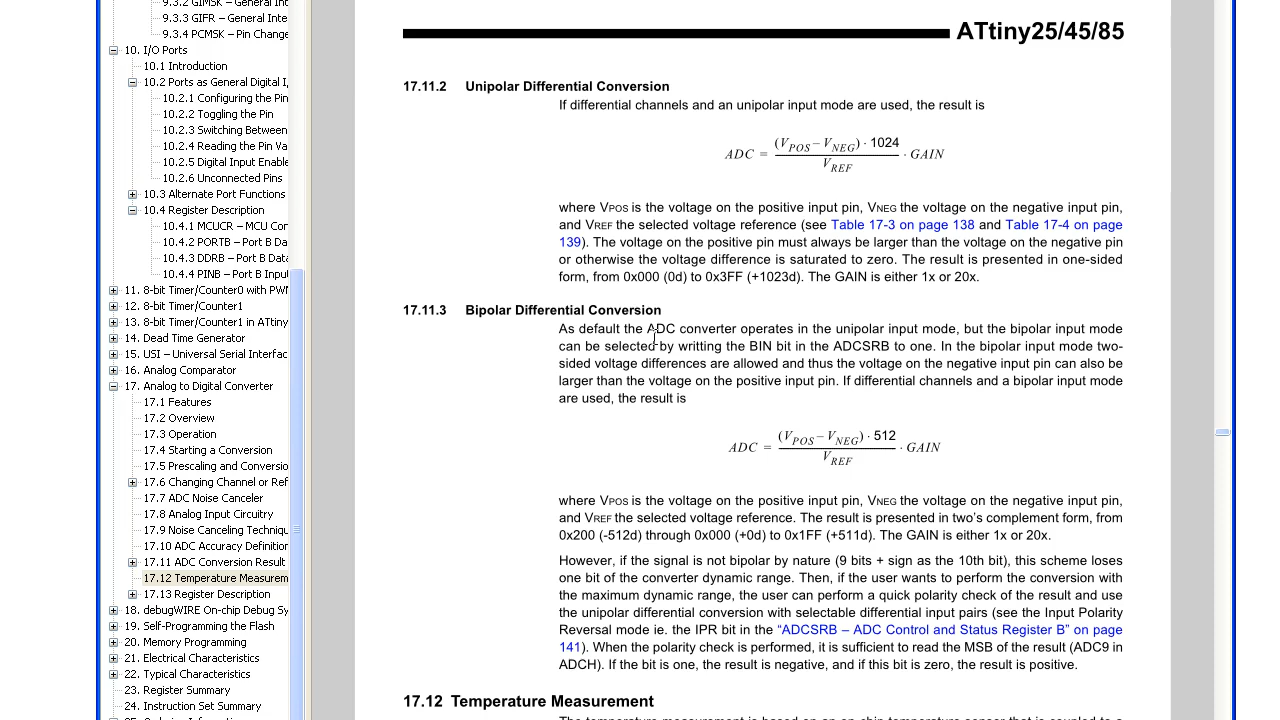 9.3.2 GIMSK – General Int
9.3.3 GIFR – General Inte
9.3.4 PCMSK – Pin Change
10. I/O Ports
10.1 Introduction
10.2 Ports as General Digital I,
10.2.1 Configuring the Pin
10.2.2 Toggling the Pin
10.2.3 Switching Between
10.2.4 Reading the Pin Va
10.2.5 Digital Input Enable
10.2.6 Unconnected Pins
10.3 Alternate Port Functions
10.4 Register Description
10.4.1 MCUCR – MCU Con
10.4.2 PORTB – Port B Da
10.4.3 DDRB – Port B Data
10.4.4 PINB – Port B Input
11. 8-bit Timer/Counter0 with PWM
12. 8-bit Timer/Counter1
13. 8-bit Timer/Counter1 in ATtiny
14. Dead Time Generator
15. USI – Universal Serial Interfac
16. Analog Comparator
17. Analog to Digital Converter
17.1 Features
17.2 Overview
17.3 Operation
17.4 Starting a Conversion
17.5 Prescaling and Conversio
17.6 Changing Channel or Ref
17.7 ADC Noise Canceler
17.8 Analog Input Circuitry
17.9 Noise Canceling Techniqu
17.10 ADC Accuracy Definition
17.11 ADC Conversion Result
17.12 Temperature Measurem
17.13 Register Description
18. debugWIRE On-chip Debug Sy
19. Self-Programming the Flash
20. Memory Programming
21. Electrical Characteristics
22. Typical Characteristics
23. Register Summary
24. Instruction Set Summary
ATtiny25/45/85
17.11.2 Unipolar Differential Conversion
If differential channels and an unipolar input mode are used, the result is
ADC = (VPOS – VNEG) · 1024 / VREF · GAIN
where VPOS is the voltage on the positive input pin, VNEG the voltage on the negative input pin,
and VREF the selected voltage reference (see Table 17-3 on page 138 and Table 17-4 on page
139). The voltage on the positive pin must always be larger than the voltage on the negative pin
or otherwise the voltage difference is saturated to zero. The result is presented in one-sided
form, from 0x000 (0d) to 0x3FF (+1023d). The GAIN is either 1x or 20x.
17.11.3 Bipolar Differential Conversion
As default the ADC converter operates in the unipolar input mode, but the bipolar input mode
can be selected by writting the BIN bit in the ADCSRB to one. In the bipolar input mode two-
sided voltage differences are allowed and thus the voltage on the negative input pin can also be
larger than the voltage on the positive input pin. If differential channels and a bipolar input mode
are used, the result is
ADC = (VPOS – VNEG) · 512 / VREF · GAIN
where VPOS is the voltage on the positive input pin, VNEG the voltage on the negative input pin,
and VREF the selected voltage reference. The result is presented in two's complement form, from
0x200 (-512d) through 0x000 (+0d) to 0x1FF (+511d). The GAIN is either 1x or 20x.
However, if the signal is not bipolar by nature (9 bits + sign as the 10th bit), this scheme loses
one bit of the converter dynamic range. Then, if the user wants to perform the conversion with
the maximum dynamic range, the user can perform a quick polarity check of the result and use
the unipolar differential conversion with selectable differential input pairs (see the Input Polarity
Reversal mode ie. the IPR bit in the “ADCSRB – ADC Control and Status Register B” on page
141). When the polarity check is performed, it is sufficient to read the MSB of the result (ADC9 in
ADCH). If the bit is one, the result is negative, and if this bit is zero, the result is positive.
17.12 Temperature Measurement